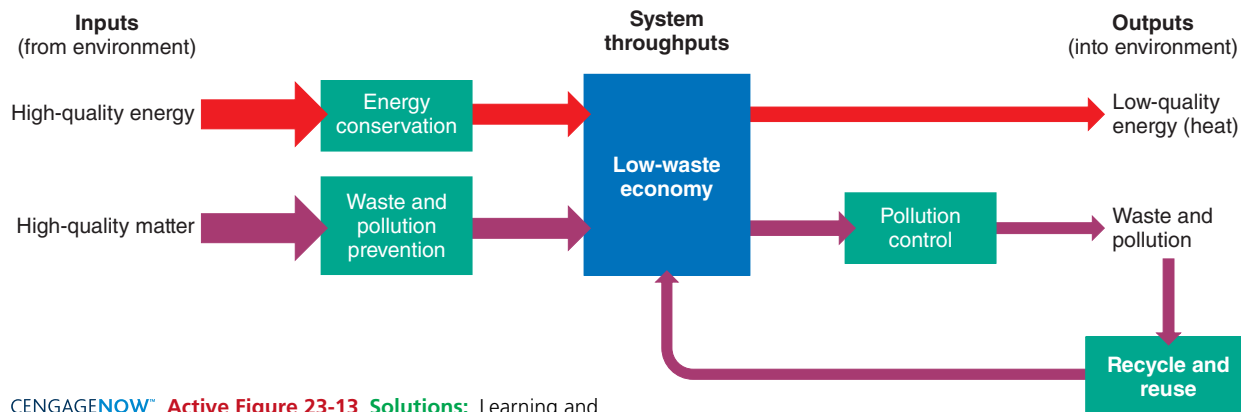 Inputs
(from environment)
System
throughputs
Outputs
(into environment)
High-quality energy
Energy
conservation
Low-quality
energy (heat)
Low-waste
economy
High-quality matter
Waste and
pollution
prevention
Pollution
control
Waste and
pollution
Recycle and
reuse
CENGAGENOW™ Active Figure 23-13 Solutions: Learning and